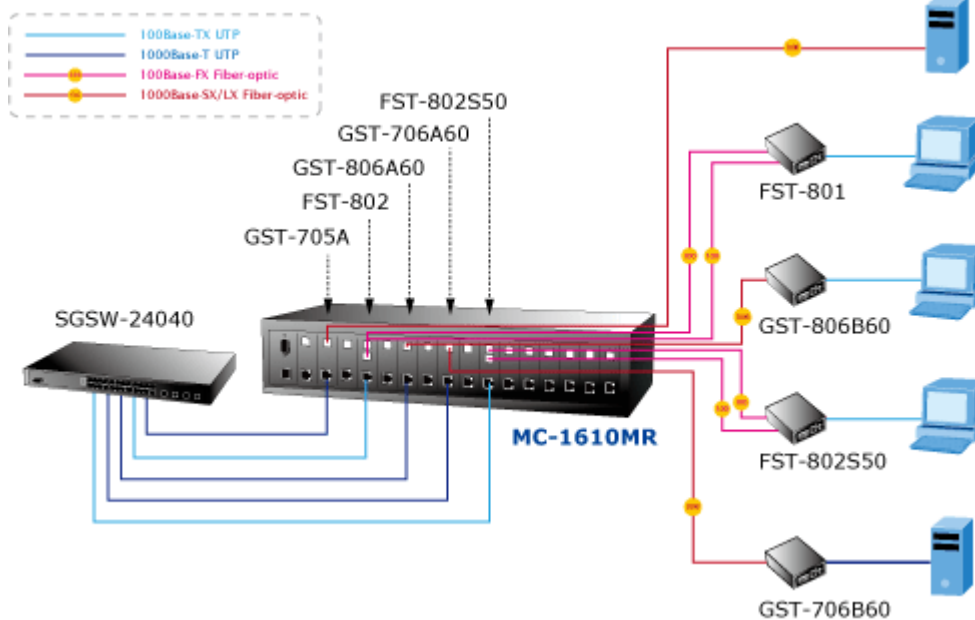 100Base-TX UTP
1000Base-T UTP
100Base-FX Fiber-optic
1000Base-SX/LX Fiber-optic
FST-802S50
GST-706A60
GST-806A60
FST-802
GST-705A
SGSW-24040
MC-1610MR
FST-801
GST-806B60
FST-802S50
GST-706B60